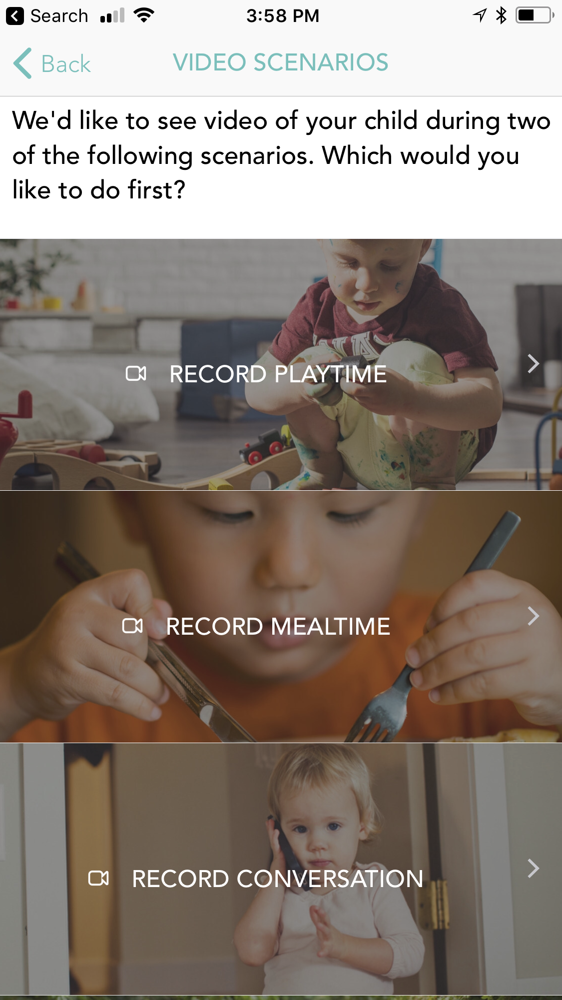 Search
3:58 PM
Back
VIDEO SCENARIOS
We'd like to see video of your child during two
of the following scenarios. Which would you
like to do first?
RECORD PLAYTIME
RECORD MEALTIME
RECORD CONVERSATION